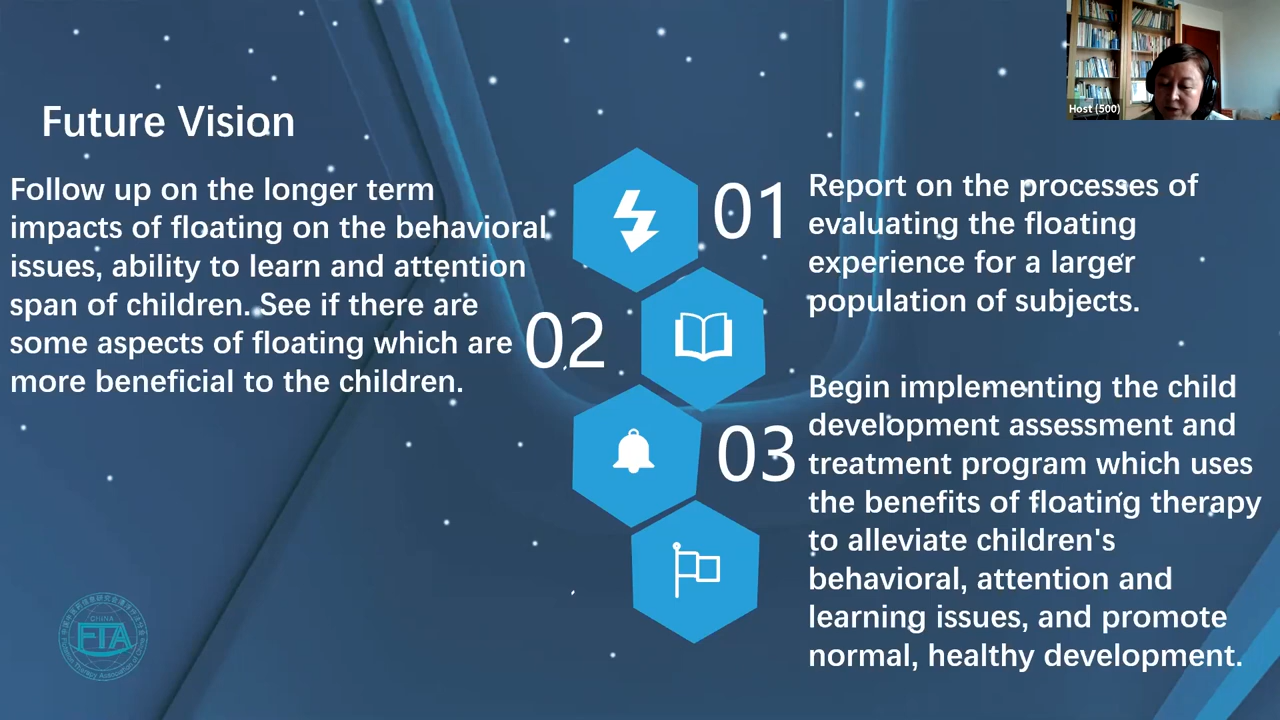 Host (500)
Future Vision
01
Report on the processes of
evaluating the floating
experience for a larger
population of subjects.
Follow up on the longer term
impacts of floating on the behavioral
issues, ability to learn and attention
span of children. See if there are
some aspects of floating which are
more beneficial to the children.
02
03
Begin implementing the child
development assessment and
treatment program which uses
the benefits of floating therapy
to alleviate children's
behavioral, attention and
learning issues, and promote
normal, healthy development.
CHINA
FTA